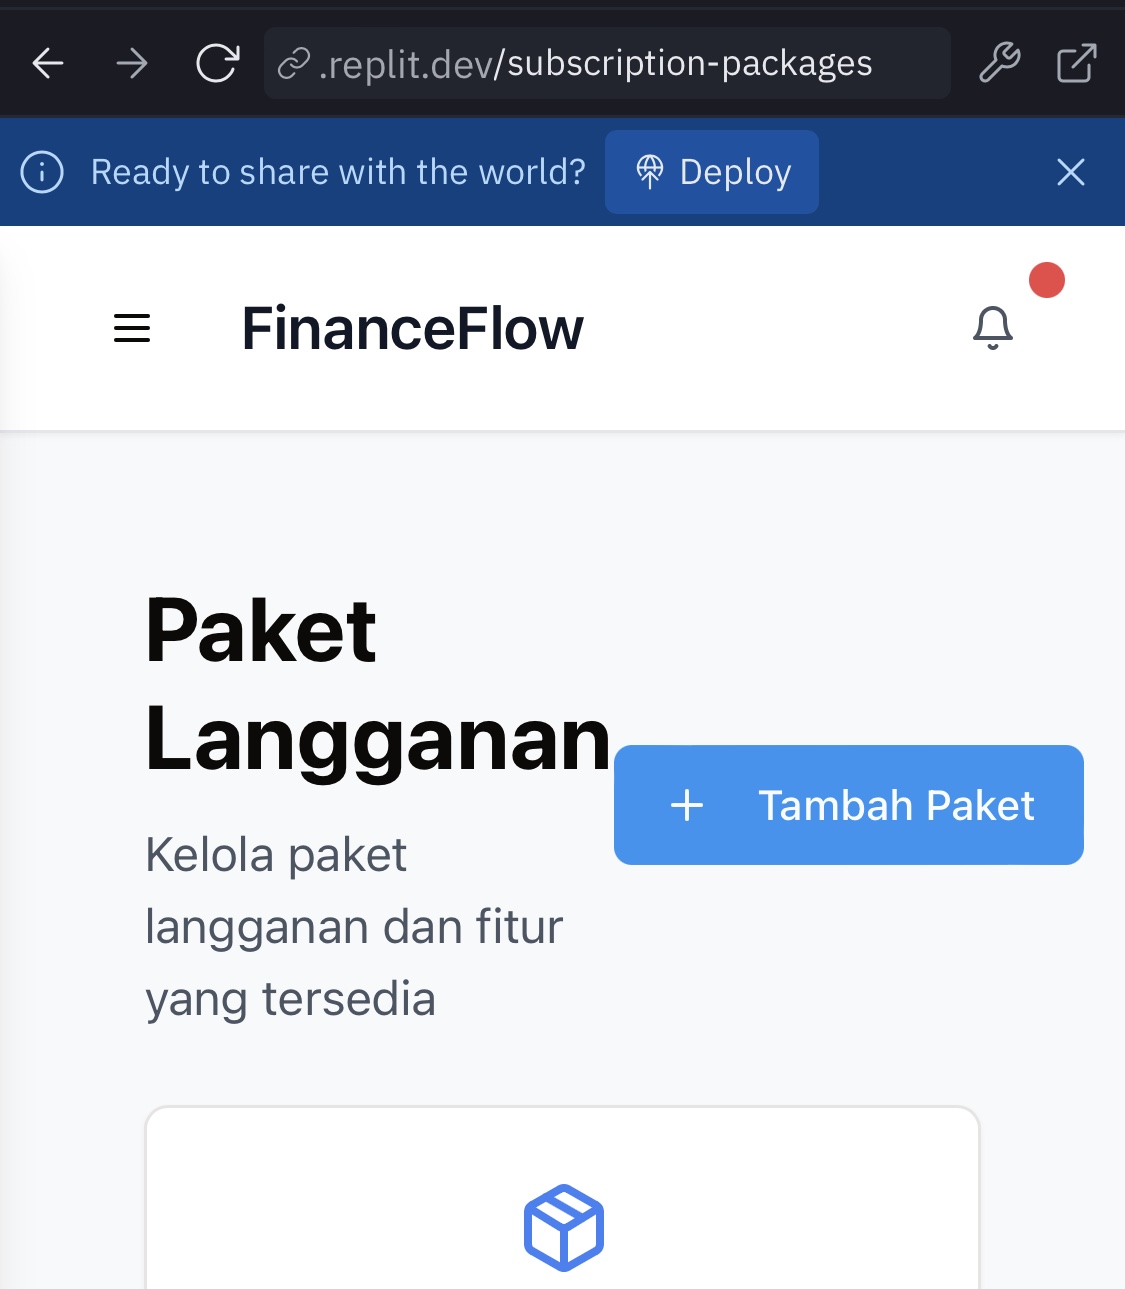 .replit.dev/subscription-packages
Ready to share with the world?
Deploy
FinanceFlow
Paket
Langganan
Tambah Paket
Kelola paket
langganan dan fitur
yang tersedia